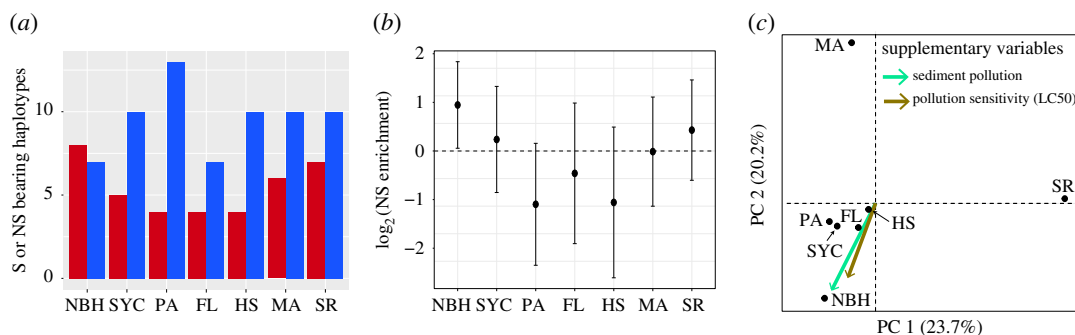 (a)
S or NS bearing haplotypes
10
5
0
NBH SYC PA FL HS MA SR
(b)
log2(NS enrichment)
2
1
0
−1
−2
NBH SYC PA FL HS MA SR
(c)
MA
supplementary variables
sediment pollution
pollution sensitivity (LC50)
SR
PA FL HS
SYC
NBH
PC 2 (20.2%)
PC 1 (23.7%)